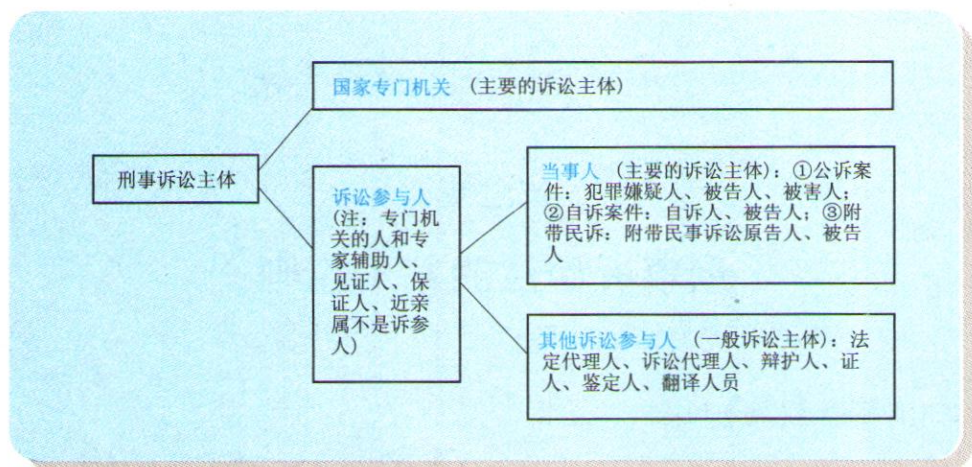 国家专门机关 (主要的诉讼主体)
刑事诉讼主体
诉讼参与人
(注：专门机
关的人和专
家辅助人、
见证人、保
证人、近亲
属不是诉参
人)
当事人 (主要的诉讼主体)：①公诉案
件：犯罪嫌疑人、被告人、被害人；
②自诉案件：自诉人、被告人；③附
带民诉：附带民事诉讼原告人、被告
人
其他诉讼参与人 (一般诉讼主体)：法
定代理人、诉讼代理人、辩护人、证
人、鉴定人、翻译人员